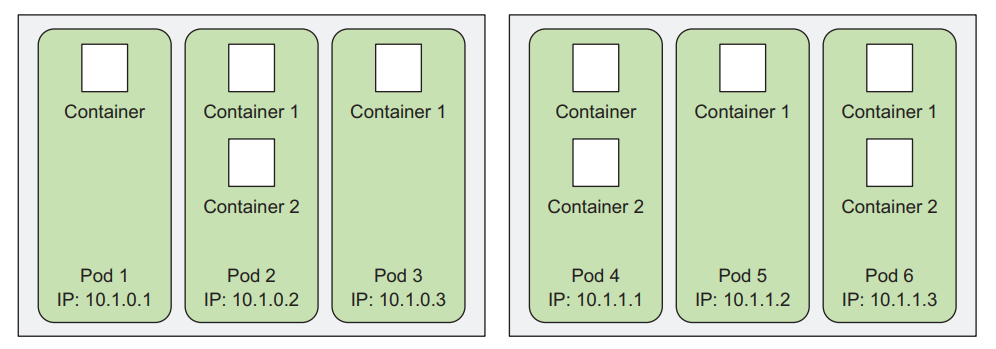 Container
Container 1
Container 1
Container 2
Pod 1
IP: 10.1.0.1
Pod 2
IP: 10.1.0.2
Pod 3
IP: 10.1.0.3
Container
Container 1
Container 1
Container 2
Container 2
Pod 4
IP: 10.1.1.1
Pod 5
IP: 10.1.1.2
Pod 6
IP: 10.1.1.3